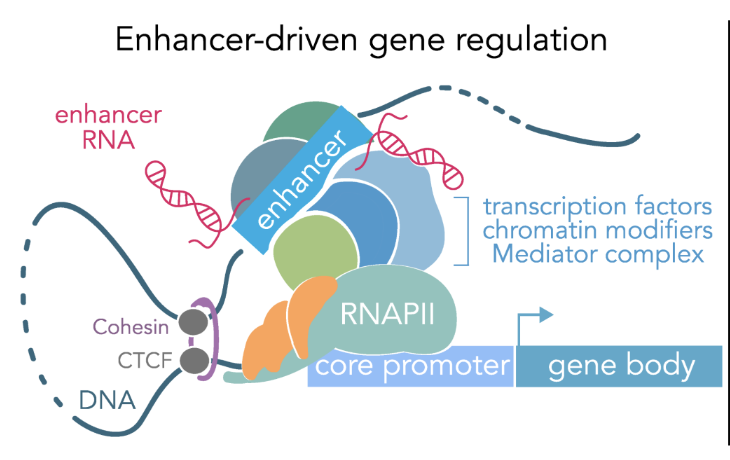 Enhancer-driven gene regulation
enhancer
RNA
enhancer
transcription factors
chromatin modifiers
Mediator complex
RNAPII
Cohesin
CTCF
core promoter
gene body
DNA